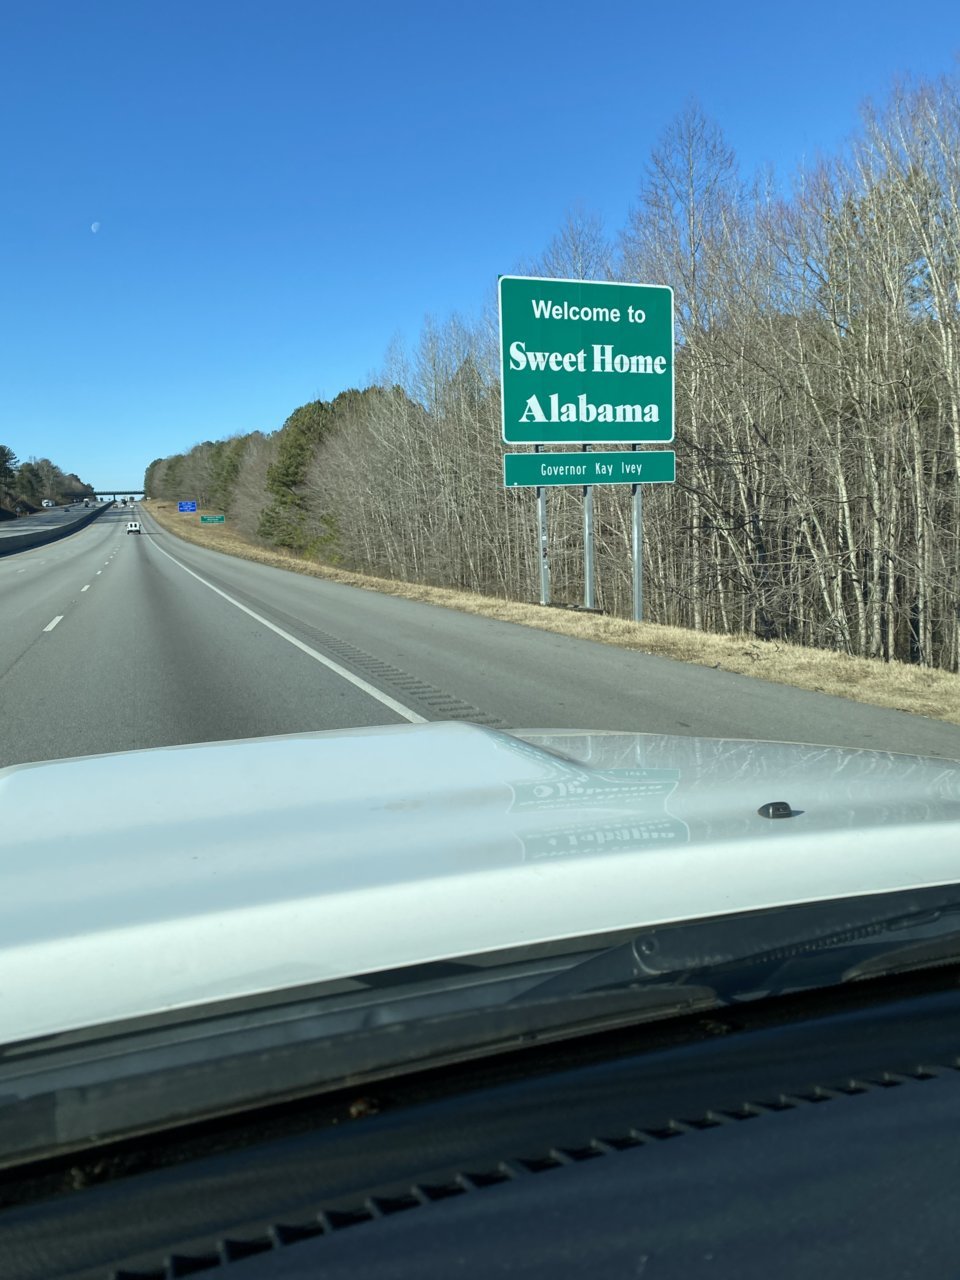 Welcome to
Sweet Home
Alabama
Governor Kay Ivey